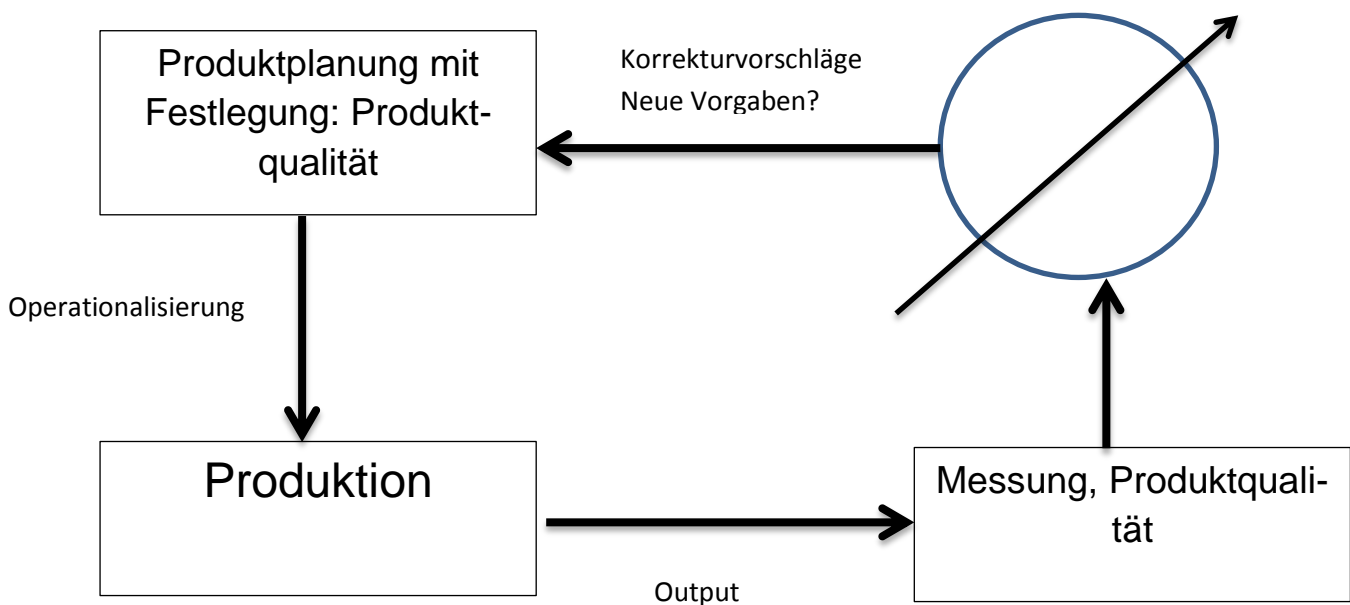 Produktplanung mit
Festlegung: Produkt-
qualität
Korrekturvorschläge
Neue Vorgaben?
Operationalisierung
Produktion
Messung, Produktquali-
tät
Output